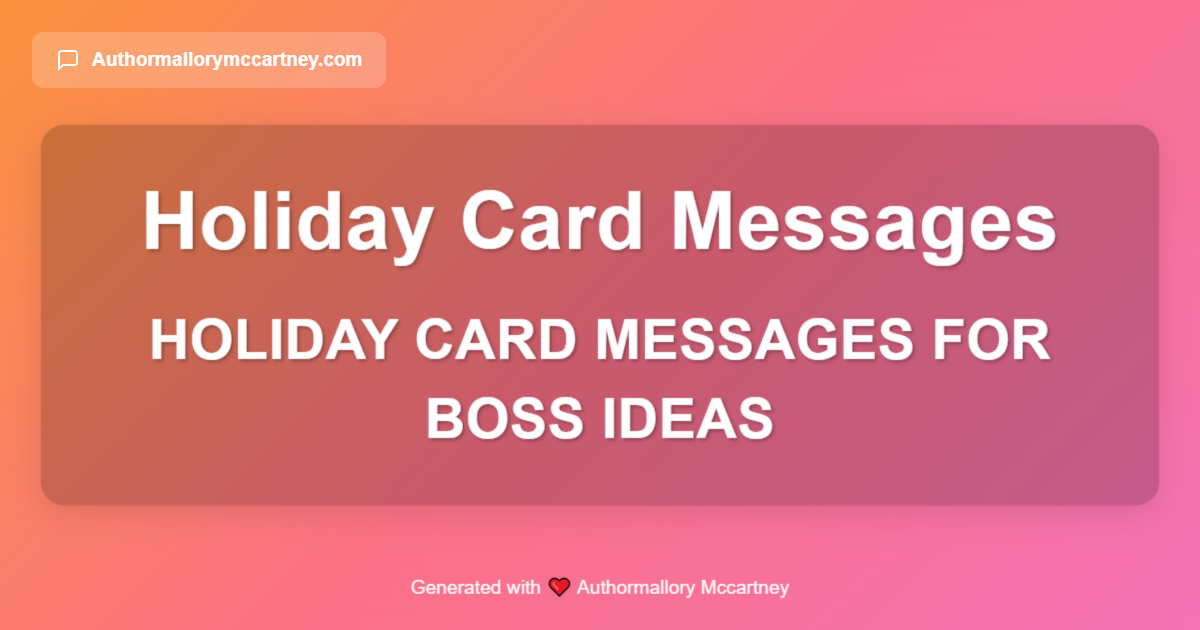 Authormallorymccartney.com
Holiday Card Messages
HOLIDAY CARD MESSAGES FOR
BOSS IDEAS
Generated with ❤️ Authormallory Mccartney